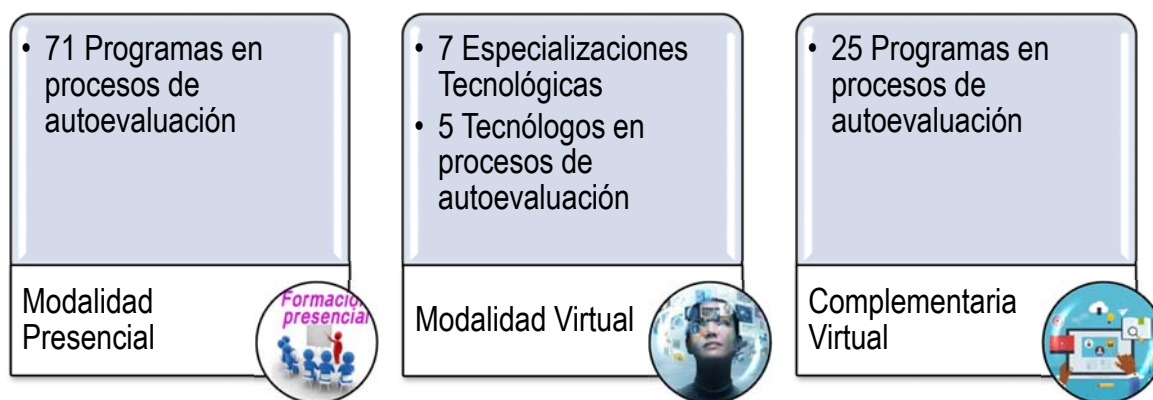 • 71 Programas en
procesos de
autoevaluación
Modalidad
Presencial
Formación
presencial
• 7 Especializaciones
Tecnológicas
• 5 Tecnólogos en
procesos de
autoevaluación
Modalidad Virtual
• 25 Programas en
procesos de
autoevaluación
Complementaria
Virtual